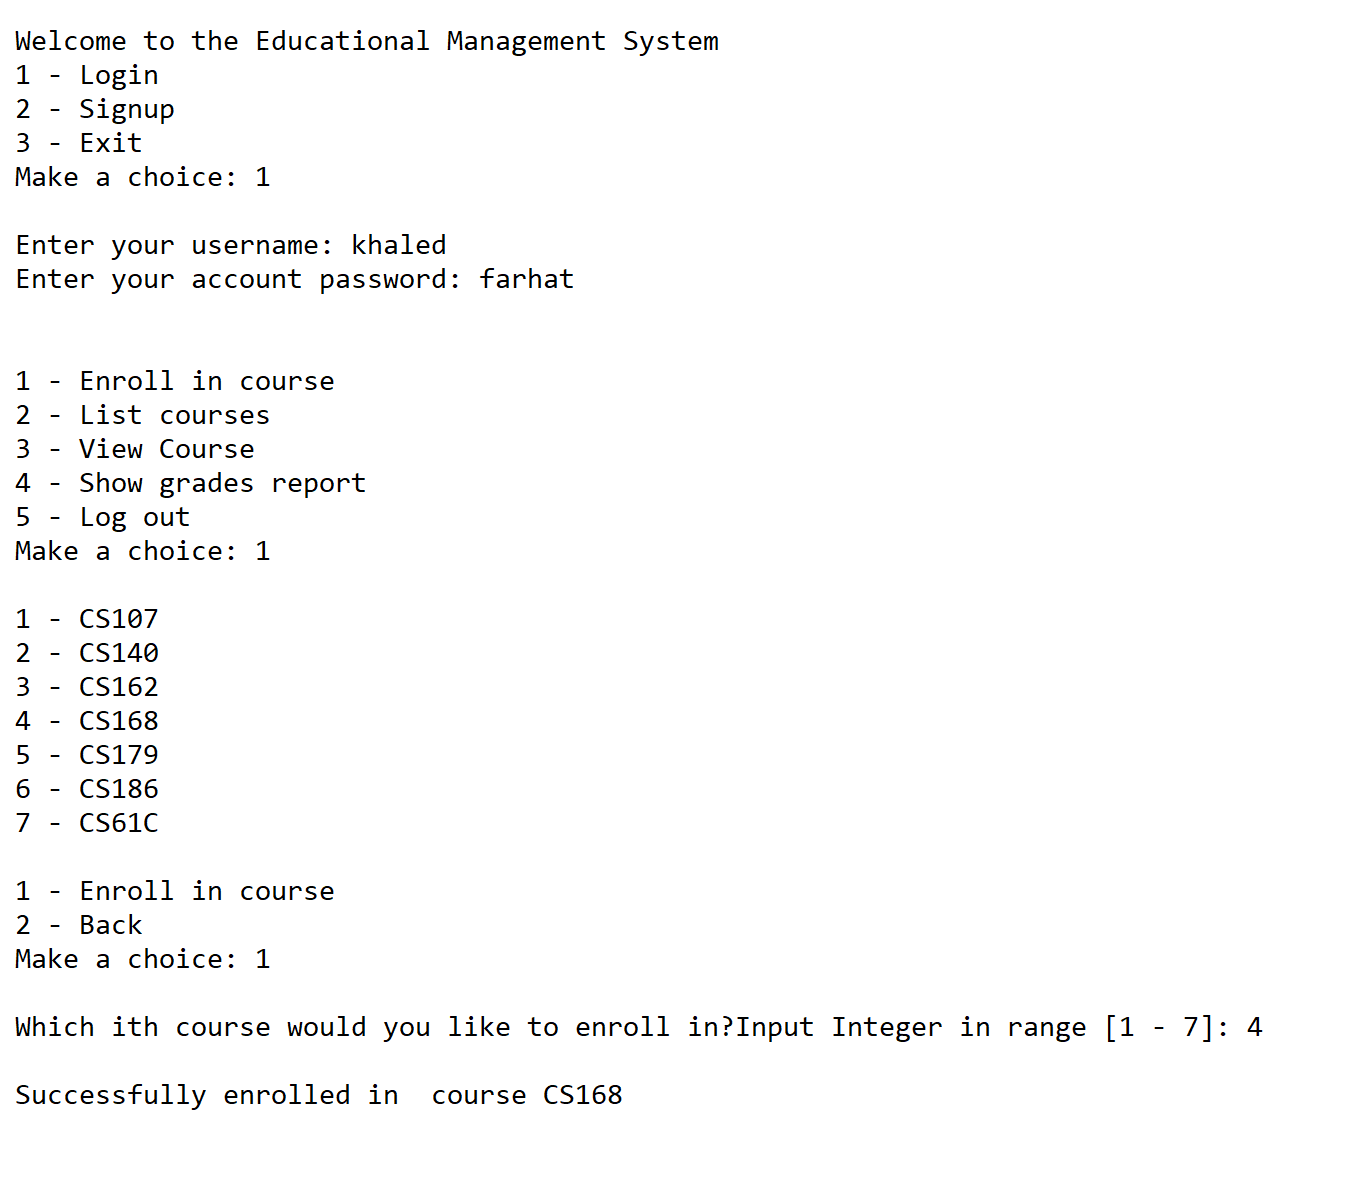 Welcome to the Educational Management System
1 - Login
2 - Signup
3 - Exit
Make a choice: 1
Enter your username: khaled
Enter your account password: farhat
1 - Enroll in course
2 - List courses
3 - View Course
4 - Show grades report
5 - Log out
Make a choice: 1
1 - CS107
2 - CS140
3 - CS162
4 - CS168
5 - CS179
6 - CS186
7 - CS61C
1 - Enroll in course
2 - Back
Make a choice: 1
Which ith course would you like to enroll in?Input Integer in range [1 - 7]: 4
Successfully enrolled in  course CS168